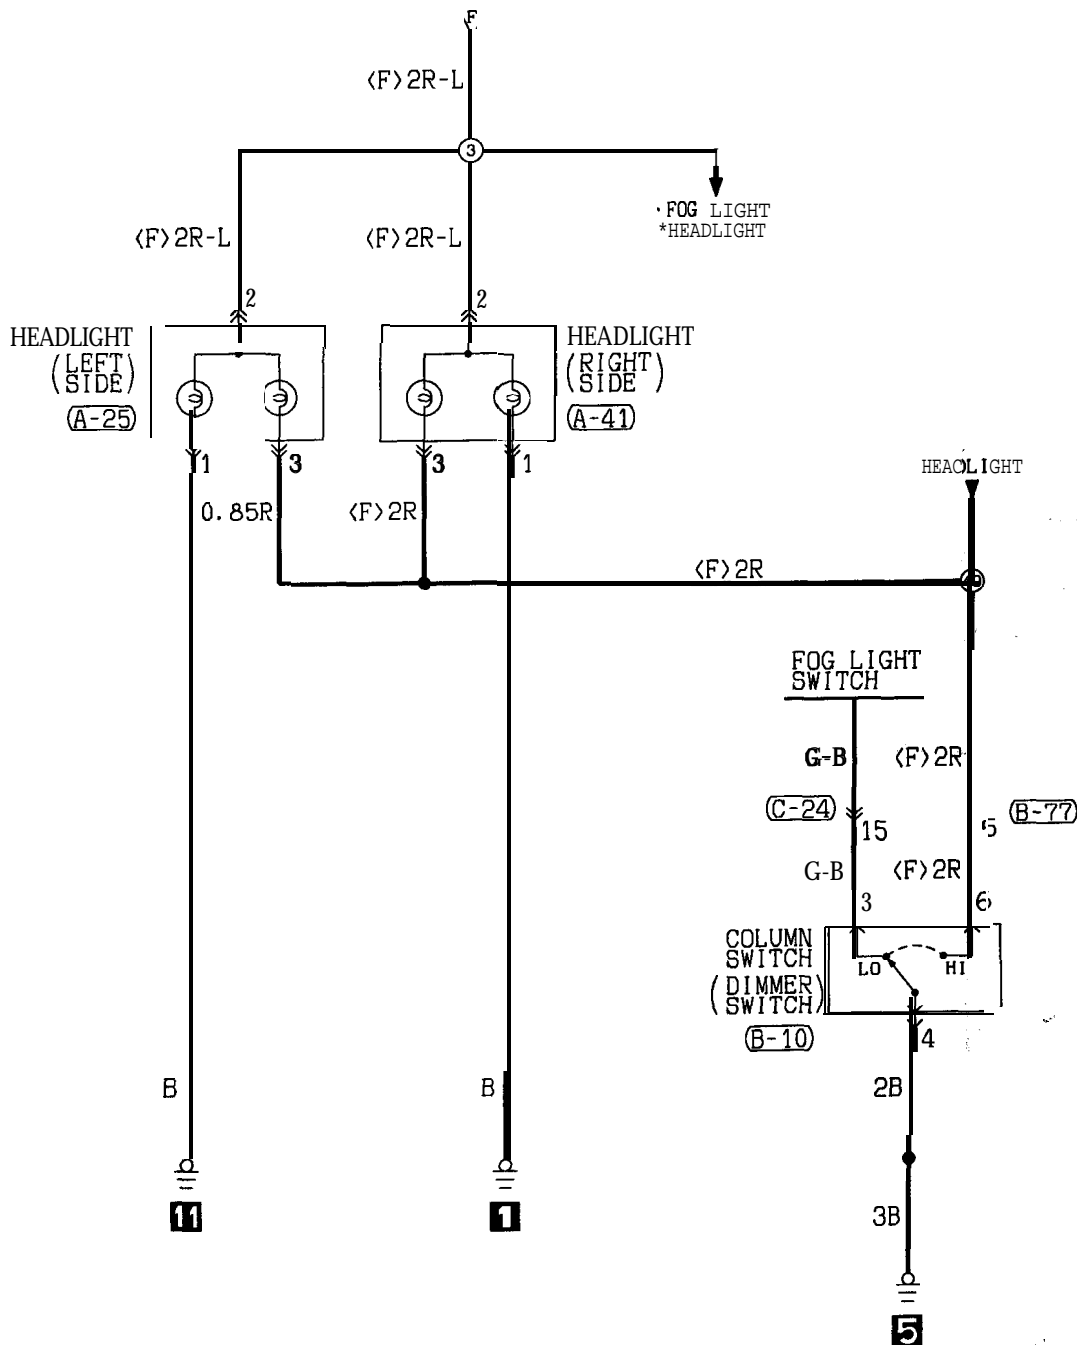 F
<F>2R-L
3
· FOG LIGHT
*HEADLIGHT
<F>2R-L
<F>2R-L
2
2
HEADLIGHT
(LEFT SIDE)
A-25
HEADLIGHT
(RIGHT SIDE)
A-41
1
3
3
1
HEADLIGHT
0.85R
<F>2R
<F>2R
FOG LIGHT
SWITCH
G-B
<F>2R
C-24
15
5
B-77
G-B
<F>2R
3
6
COLUMN
SWITCH
(DIMMER
SWITCH)
LO
HI
B-10
4
B
B
2B
11
1
3B
5